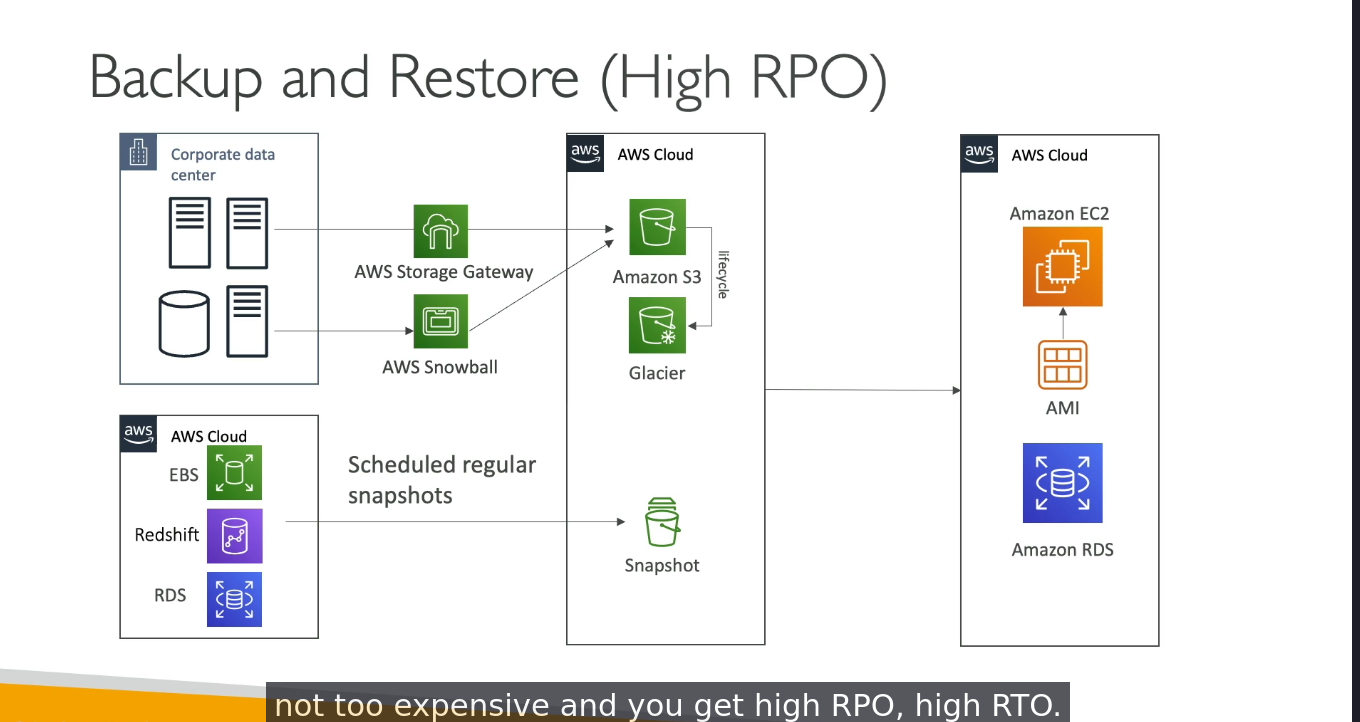 Backup and Restore (High RPO)
Corporate data
center
AWS Storage Gateway
AWS Snowball
aws
AWS Cloud
Amazon S3
lifecycle
Glacier
aws
AWS Cloud
EBS
Redshift
RDS
Scheduled regular
snapshots
Snapshot
aws
AWS Cloud
Amazon EC2
AMI
Amazon RDS
not too expensive and you get high RPO, high RTO.